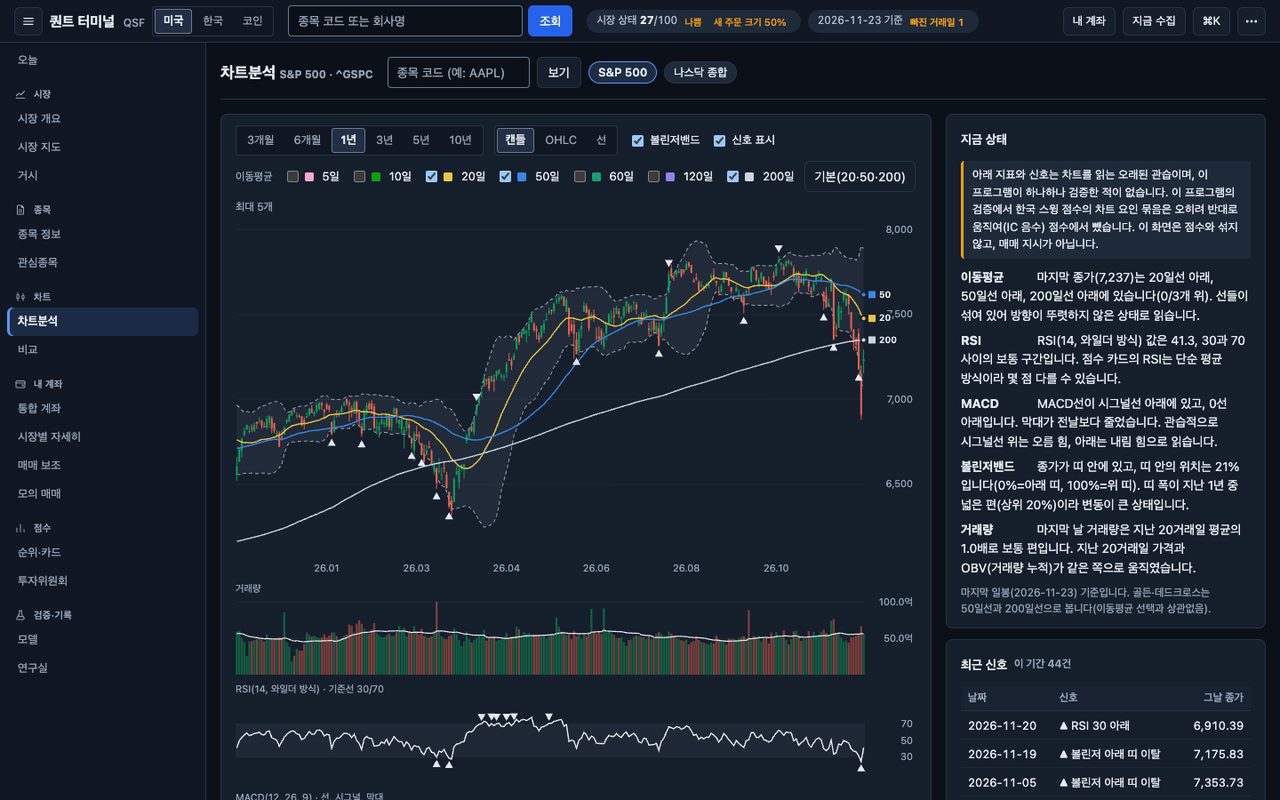 퀀트 터미널 QSF 미국 한국 코인 종목 코드 또는 회사명 조회 시장 상태 27/100 나쁨 새 주문 크기 50% 2026-11-23 기준 빠진 거래일 1 내 계좌 지금 수집 ⌘K ···
오늘
시장
시장 개요
시장 지도
거시
종목
종목 정보
관심종목
차트
차트분석
비교
내 계좌
통합 계좌
시장별 자세히
매매 보조
모의 매매
점수
순위·카드
투자위원회
검증·기록
모델
연구실
차트분석 S&P 500 · ^GSPC 종목 코드 (예: AAPL) 보기 S&P 500 나스닥 종합
3개월 6개월 1년 3년 5년 10년 캔들 OHLC 선 볼린저밴드 신호 표시
이동평균 5일 10일 20일 50일 60일 120일 200일 기본(20·50·200)
최대 5개
8,000
50
7,500
20
200
7,000
6,500
26.01 26.03 26.04 26.06 26.08 26.10
거래량
100.0억
50.0억
RSI(14, 와일더 방식) · 기준선 30/70
70
50
30
MACD(12, 26, 9) · 선, 시그널, 막대
지금 상태
아래 지표와 신호는 차트를 읽는 오래된 관습이며, 이
프로그램이 하나하나 검증한 적이 없습니다. 이 프로그램의
검증에서 한국 스윙 점수의 차트 요인 묶음은 오히려 반대로
움직여(IC 음수) 점수에서 뺐습니다. 이 화면은 점수와 섞지
않고, 매매 지시가 아닙니다.
이동평균 마지막 종가(7,237)는 20일선 아래,
50일선 아래, 200일선 아래에 있습니다(0/3개 위). 선들이
섞여 있어 방향이 뚜렷하지 않은 상태로 읽습니다.
RSI RSI(14, 와일더 방식) 값은 41.3, 30과 70
사이의 보통 구간입니다. 점수 카드의 RSI는 단순 평균
방식이라 몇 점 다를 수 있습니다.
MACD MACD선이 시그널선 아래에 있고, 0선
아래입니다. 막대가 전날보다 줄었습니다. 관습적으로
시그널선 위는 오름 힘, 아래는 내림 힘으로 읽습니다.
볼린저밴드 종가가 띠 안에 있고, 띠 안의 위치는 21%
입니다(0%=아래 띠, 100%=위 띠). 띠 폭이 지난 1년 중
넓은 편(상위 20%)이라 변동이 큰 상태입니다.
거래량 마지막 날 거래량은 지난 20거래일 평균의
1.0배로 보통 편입니다. 지난 20거래일 가격과
OBV(거래량 누적)가 같은 쪽으로 움직였습니다.
마지막 일봉(2026-11-23) 기준입니다. 골든·데드크로스는
50일선과 200일선으로 봅니다(이동평균 선택과 상관없음).
최근 신호 이 기간 44건
날짜 신호 그날 종가
2026-11-20 ▲ RSI 30 아래 6,910.39
2026-11-19 ▲ 볼린저 아래 띠 이탈 7,175.83
2026-11-05 ▲ 볼린저 아래 띠 이탈 7,353.73